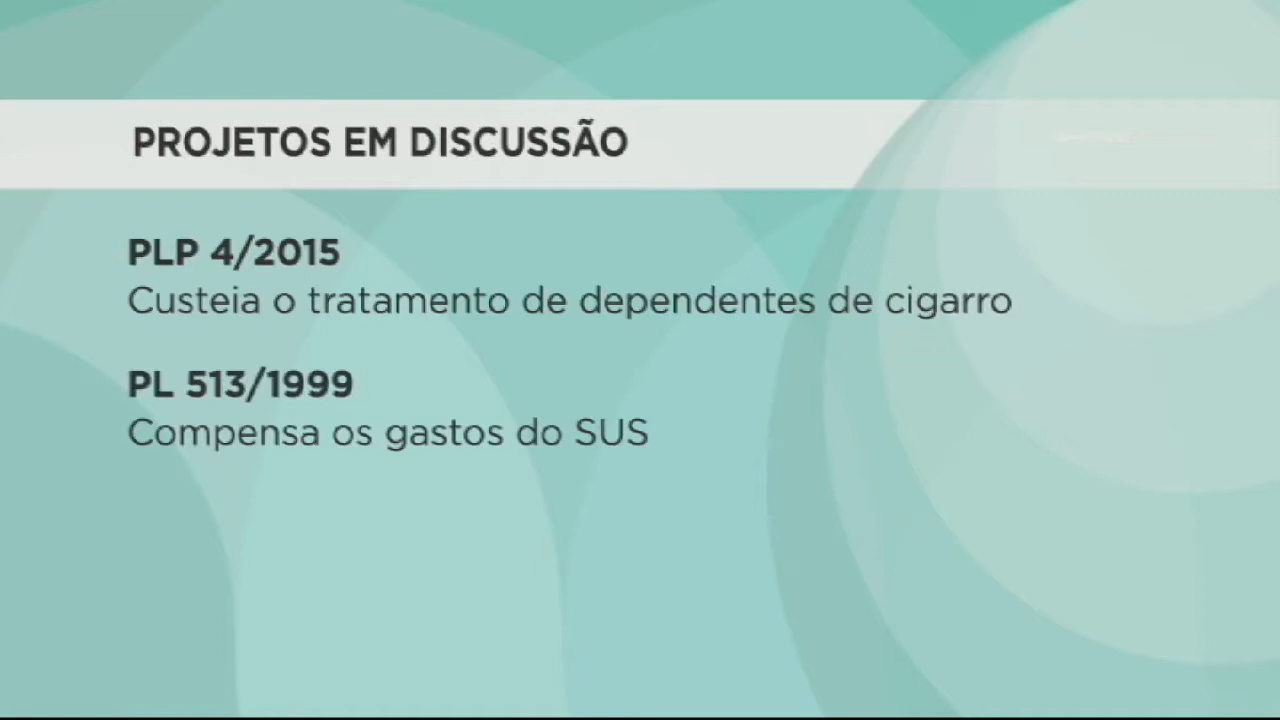 PROJETOS EM DISCUSSÃO
PLP 4/2015
Custeia o tratamento de dependentes de cigarro
PL 513/1999
Compensa os gastos do SUS